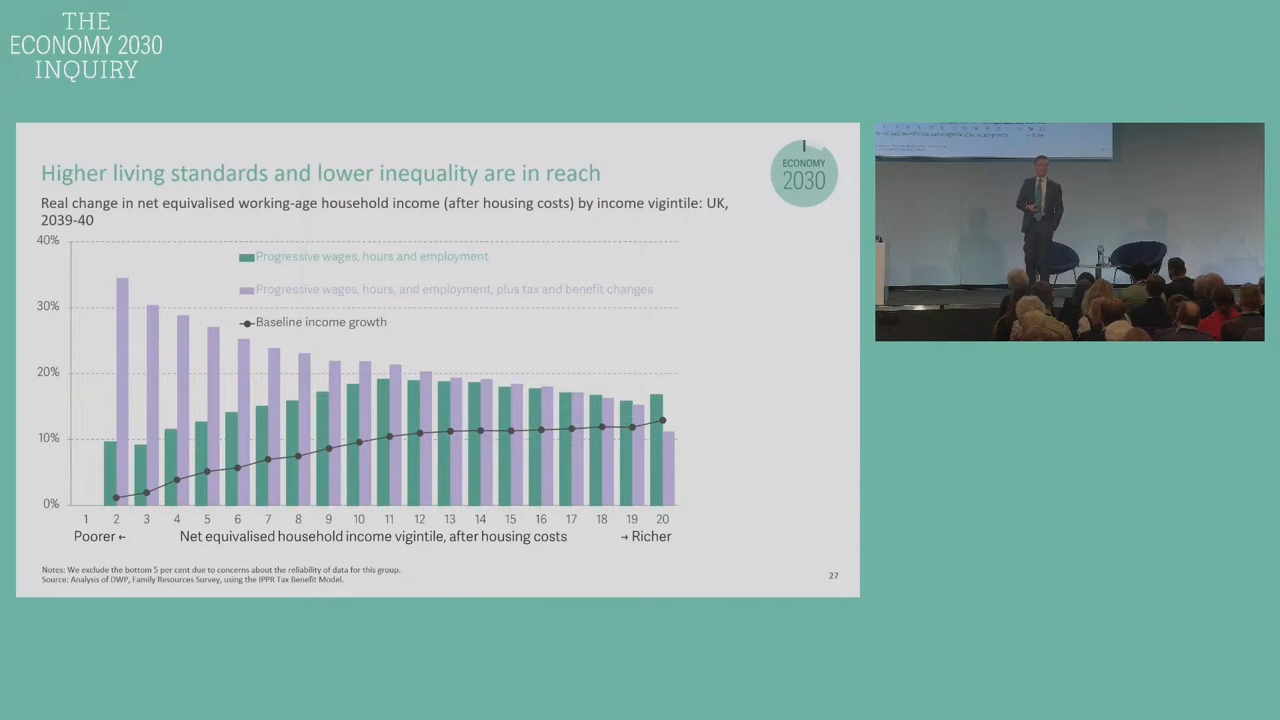 THE
ECONOMY 2030
INQUIRY
Higher living standards and lower inequality are in reach
ECONOMY
2030
Real change in net equivalised working-age household income (after housing costs) by income vigintile: UK,
2039-40
40%
Progressive wages, hours and employment
Progressive wages, hours, and employment, plus tax and benefit changes
30%
Baseline income growth
20%
10%
0%
1 2 3 4 5 6 7 8 9 10 11 12 13 14 15 16 17 18 19 20
Poorer ← Net equivalised household income vigintile, after housing costs → Richer
Notes: We exclude the bottom 5 per cent due to concerns about the reliability of data for this group.
Source: Analysis of DWP, Family Resources Survey, using the IPPR Tax Benefit Model.
27